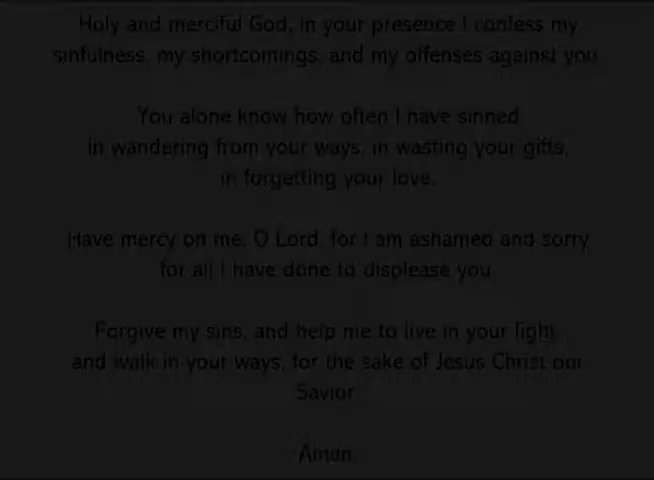 Holy and merciful God, in your presence I confess my
sinfulness, my shortcomings, and my offenses against you.
You alone know how often I have sinned
in wandering from your ways, in wasting your gifts,
in forgetting your love.
Have mercy on me, O Lord, for I am ashamed and sorry
for all I have done to displease you.
Forgive my sins, and help me to live in your light
and walk in your ways, for the sake of Jesus Christ our
Savior.
Amen.